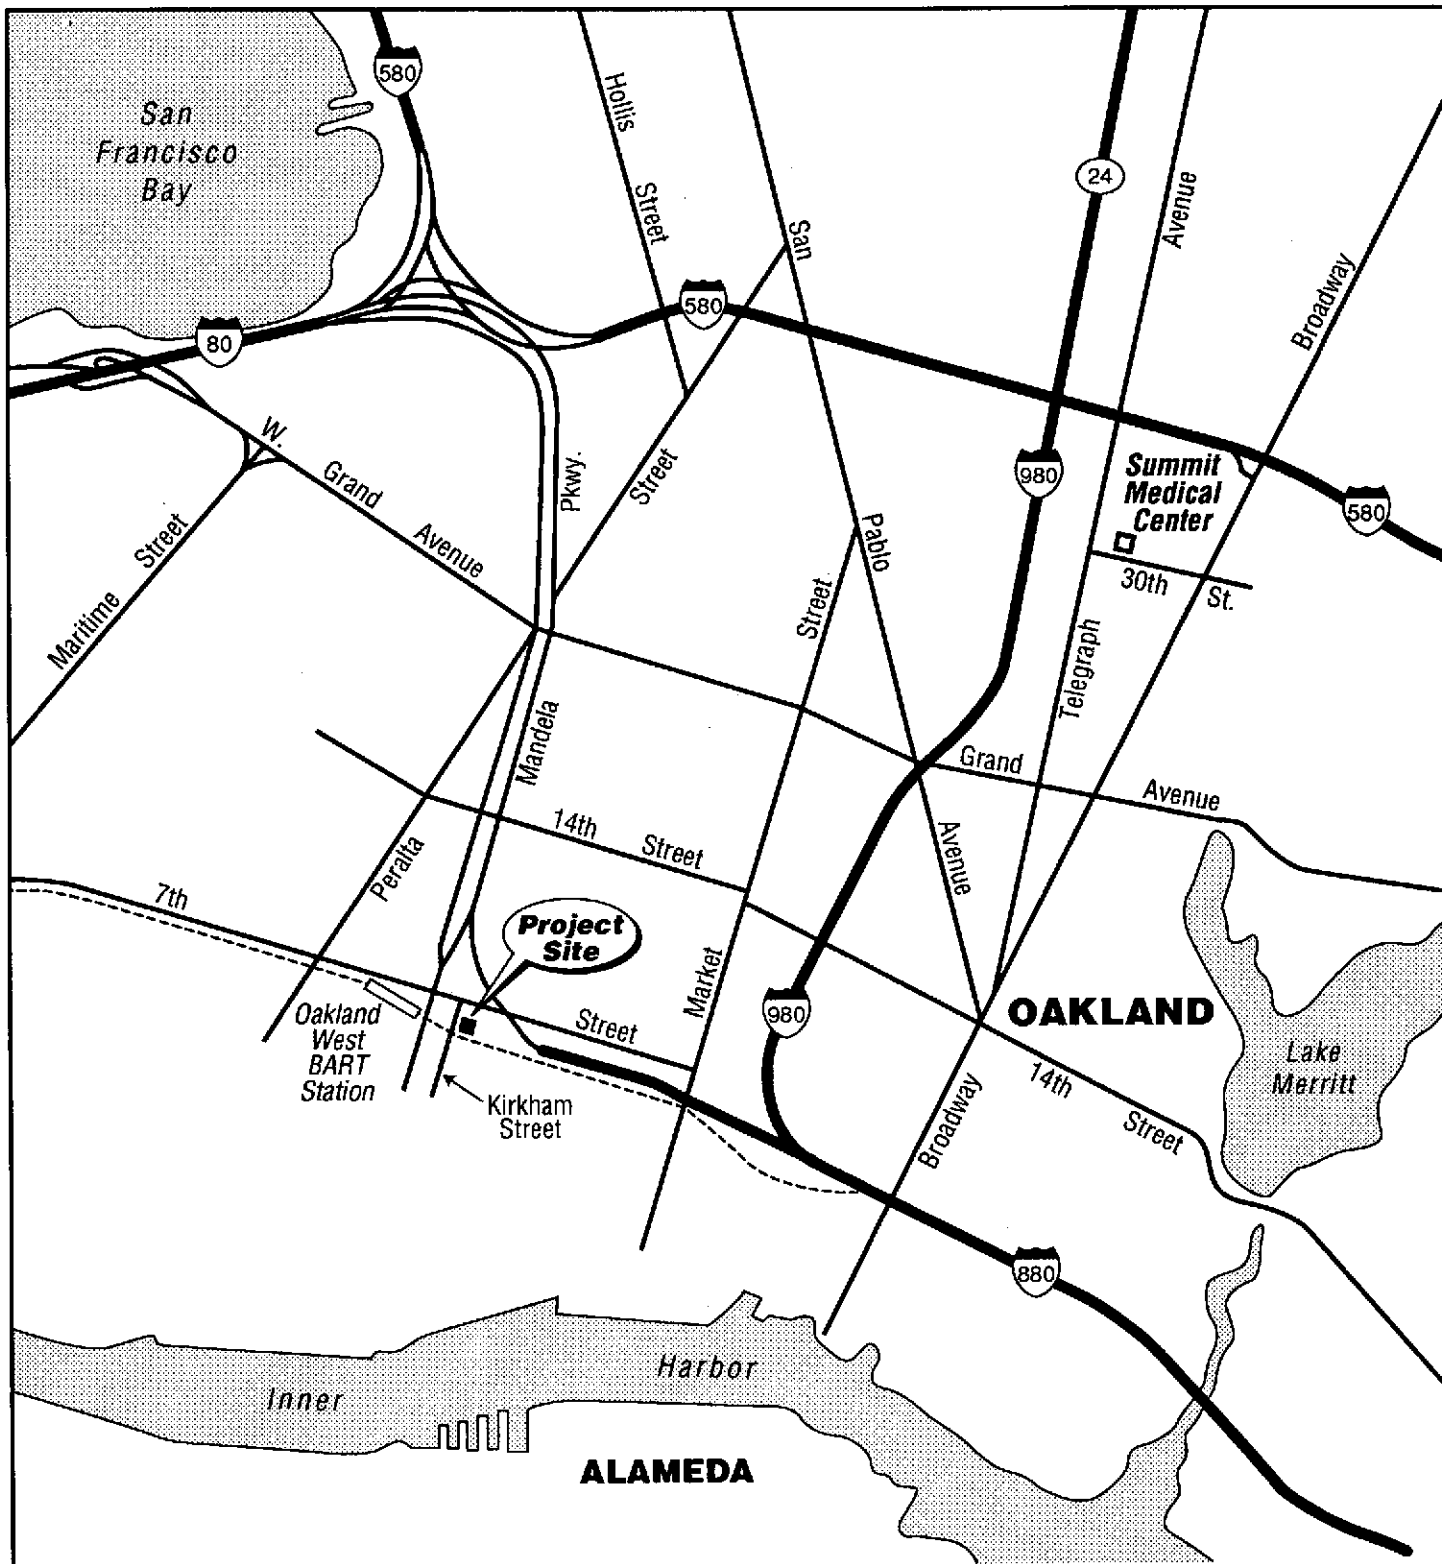 580
San
Francisco
Bay
Hollis
Street
San
Pablo
Avenue
24
Avenue
Telegraph
Broadway
80
580
W.
Grand
Avenue
Pkwy.
Mandela
Street
Peralta
980
Summit
Medical
Center
580
30th
St.
Maritime
Street
Street
Market
Grand
Avenue
14th
Street
7th
Street
Project
Site
Oakland
West
BART
Station
Kirkham
Street
980
OAKLAND
Lake
Merritt
14th
Street
Broadway
880
Inner
Harbor
ALAMEDA